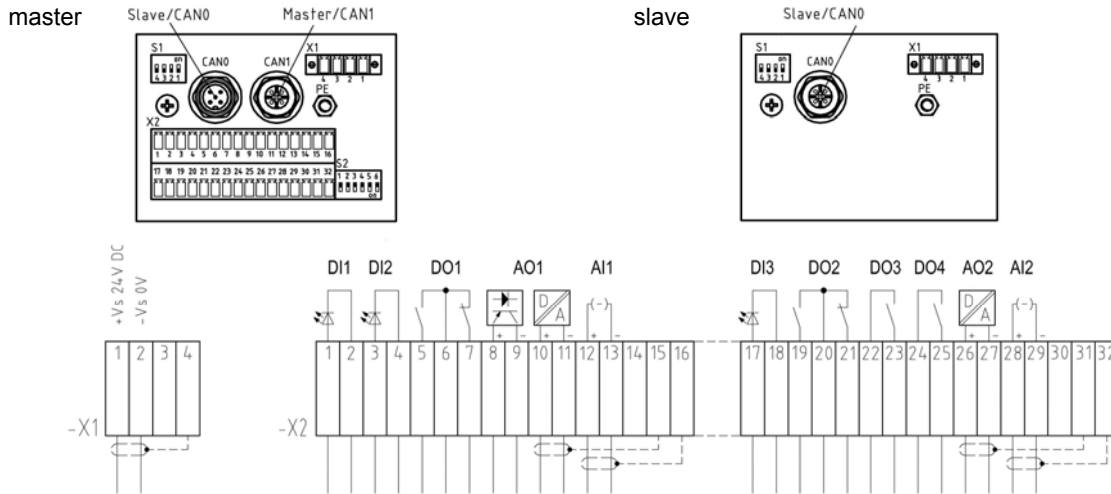 master
Slave/CAN0 Master/CAN1
slave
Slave/CAN0
S1 on CAN0 CAN1 X1
4 3 2 1
4 3 2 1
PE
X2
1 2 3 4 5 6 7 8 9 10 11 12 13 14 15 16
17 18 19 20 21 22 23 24 25 26 27 28 29 30 31 32
S2
1 2 3 4 5 6
on
S1 on CAN0 X1
4 3 2 1
4 3 2 1
PE
+Vs 24V DC
-Vs 0V
DI1 DI2 DO1 AO1 AI1
DI3 DO2 DO3 DO4 AO2 AI2
D
A
(-)
D
A
(-)
+ - + - + -
+ - + -
-X1
1 2 3 4
-X2
1 2 3 4 5 6 7 8 9 10 11 12 13 14 15 16
17 18 19 20 21 22 23 24 25 26 27 28 29 30 31 32